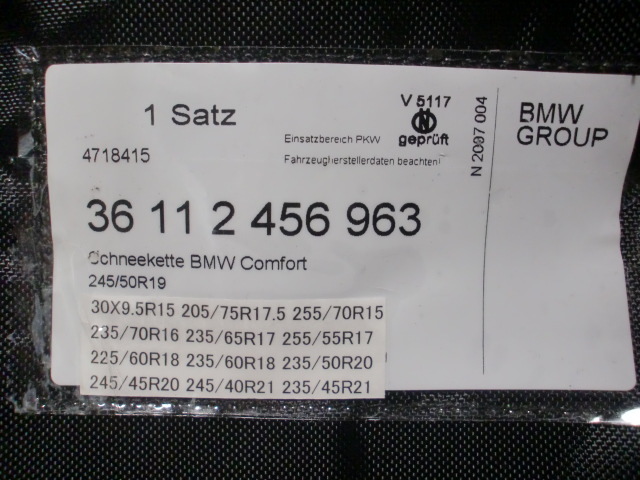 1 Satz
4718415
Einsatzbereich PKW
Fahrzeugherstellerdaten beachten
V 5117
geprüft
N 2097 004
BMW
GROUP
36 11 2 456 963
Schneekette BMW Comfort
245/50R19
30X9.5R15 205/75R17.5 255/70R15
235/70R16 235/65R17 255/55R17
225/60R18 235/60R18 235/50R20
245/45R20 245/40R21 235/45R21